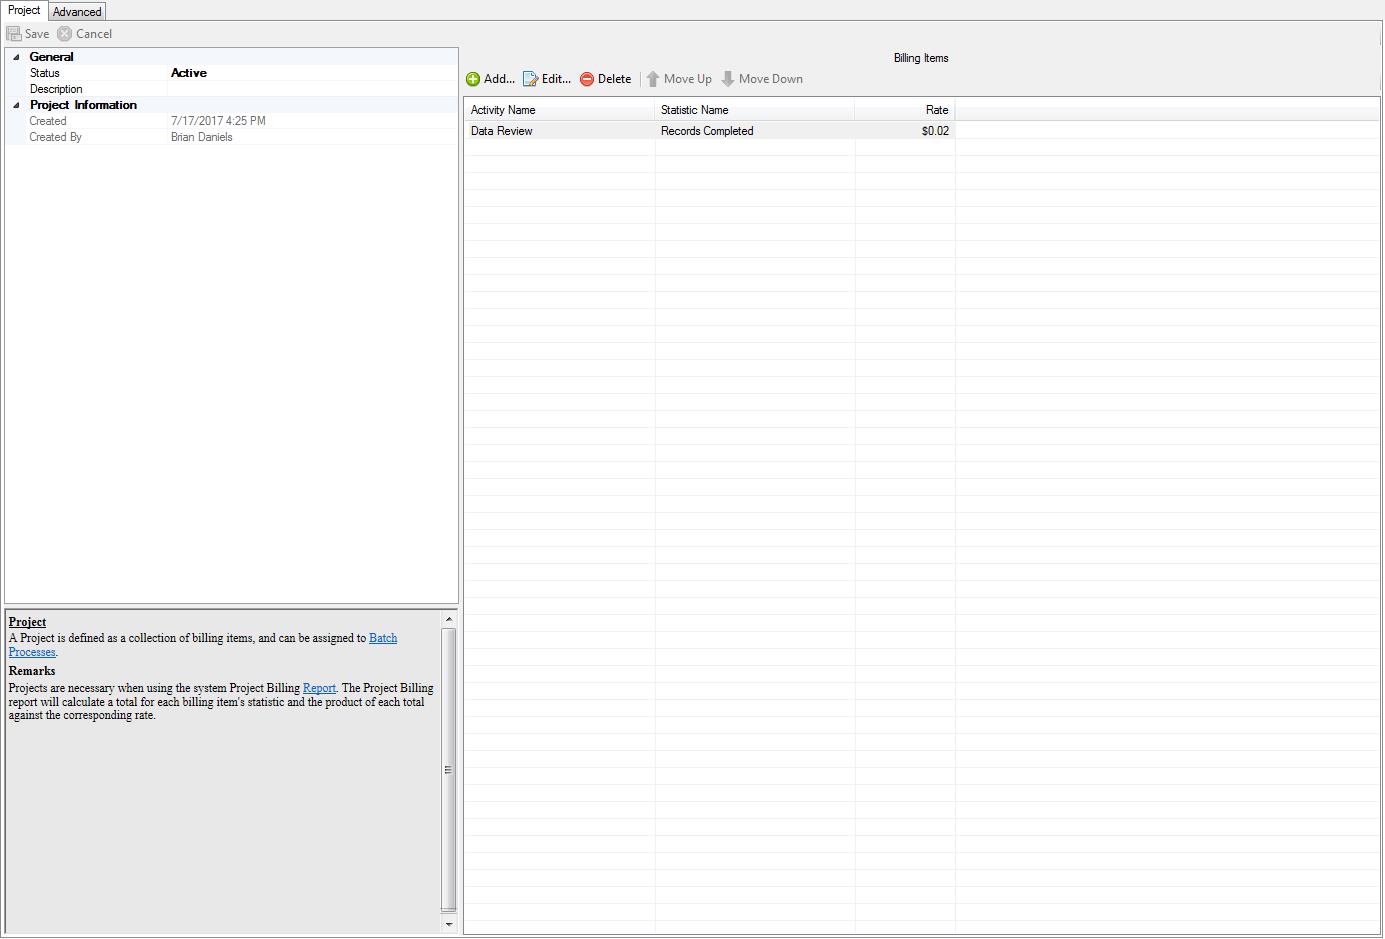 Project Advanced
Save Cancel
General
Status Active
Description
Project Information
Created 7/17/2017 4:25 PM
Created By Brian Daniels
Project
A Project is defined as a collection of billing items, and can be assigned to Batch
Processes.
Remarks
Projects are necessary when using the system Project Billing Report. The Project Billing
report will calculate a total for each billing item's statistic and the product of each total
against the corresponding rate.
Billing Items
Add... Edit... Delete Move Up Move Down
Activity Name Statistic Name Rate
Data Review Records Completed $0.02